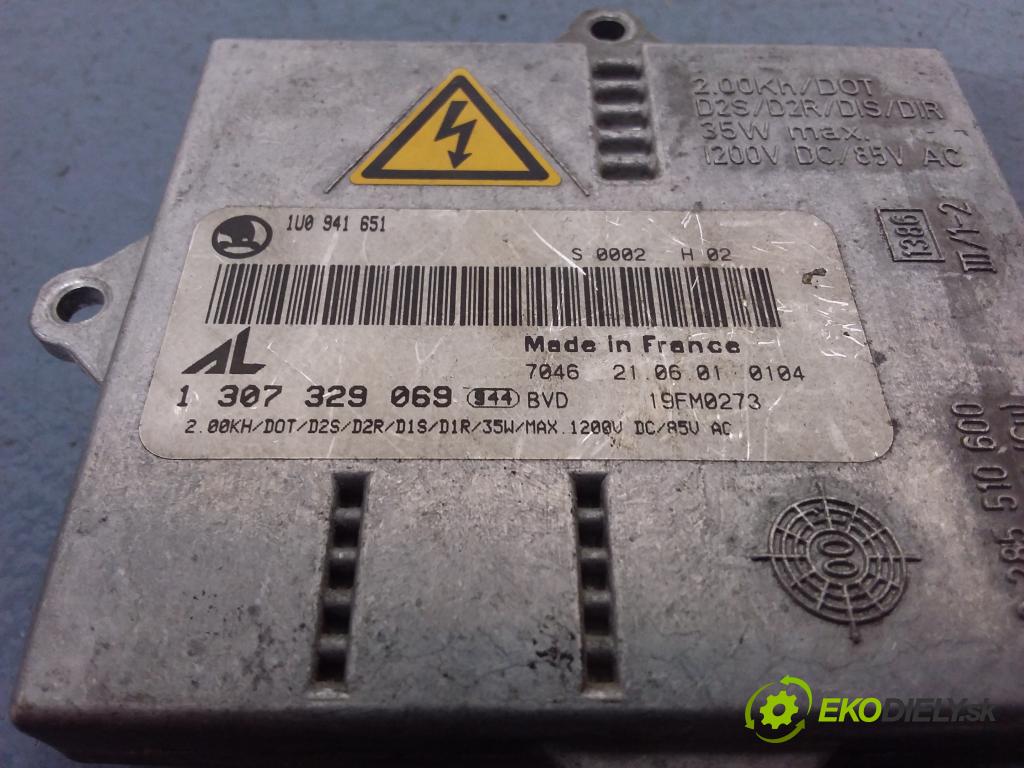 2.00Kh/DOT
D2S/D2R/D1S/D1R
35W max.
1200V DC/85V AC
1386
III/1-2
1U0 941 651
S 0002 H 02
AL
Made in France
7046 21.06.01 0104
1 307 329 069 944 BVD 19FM0273
2.00KH/DOT/D2S/D2R/D1S/D1R/35W/MAX.1200V DC/85V AC
00
285 510 600
EKODIELY.sk